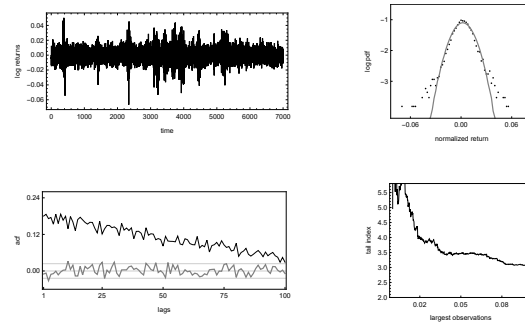 0.04
0.02
0.00
−0.02
−0.04
−0.06
log returns
0 1000 2000 3000 4000 5000 6000 7000
time
−1
−2
−3
log pdf
−0.06 0.00 0.06
normalized return
0.24
0.12
0.00
acf
1 25 50 75 100
lags
5.5
5.0
4.5
4.0
3.5
3.0
2.5
2.0
tail index
0.02 0.04 0.06 0.08
largest observations